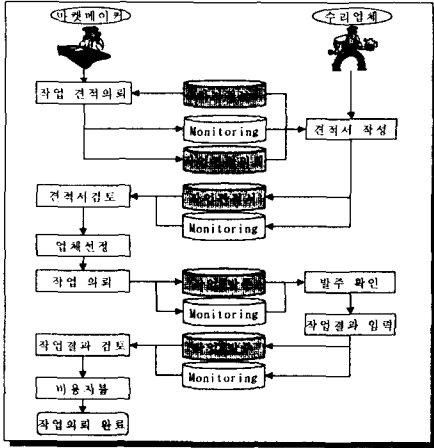 마켓메이커
수리업체
작업 견적의뢰
Monitoring
견적서 작성
견적서검토
Monitoring
업체선정
작업 의뢰
발주 확인
Monitoring
작업결과 입력
작업결과 검토
Monitoring
비용지불
작업의뢰 완료